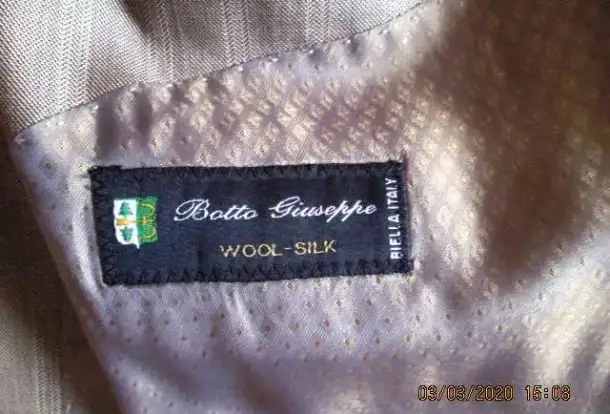 Botto Giuseppe
WOOL-SILK
BIELLA ITALY
03/03/2020 15:08